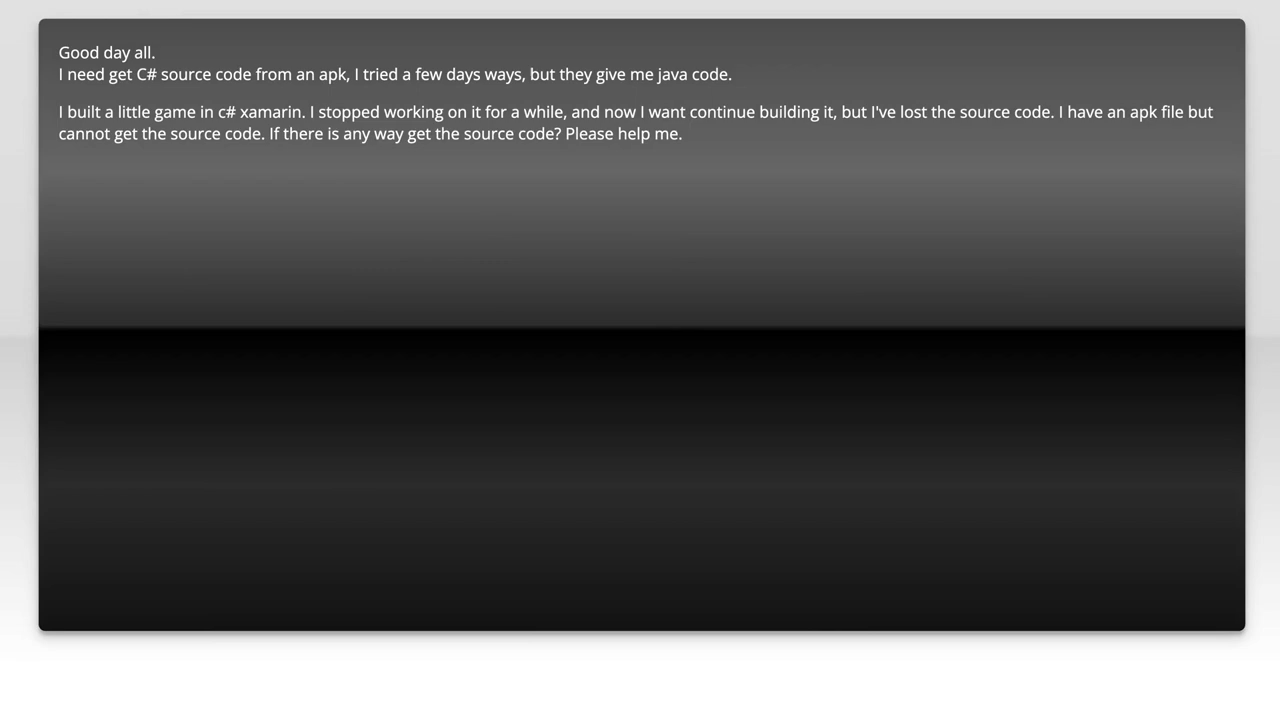 Good day all.
I need get C# source code from an apk, I tried a few days ways, but they give me java code.
I built a little game in c# xamarin. I stopped working on it for a while, and now I want continue building it, but I've lost the source code. I have an apk file but
cannot get the source code. If there is any way get the source code? Please help me.